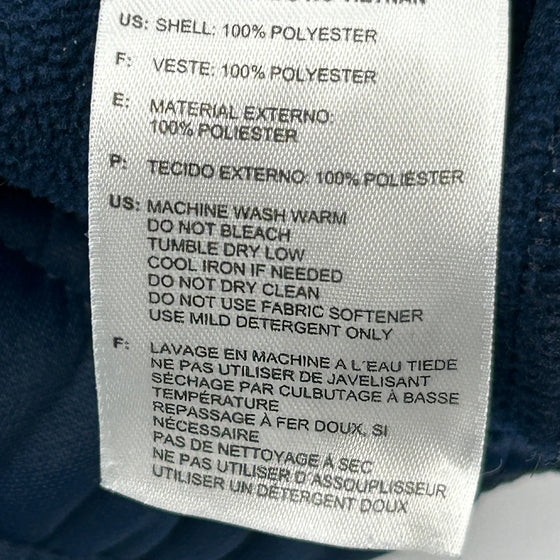 VIETNAM
US: SHELL: 100% POLYESTER
F: VESTE: 100% POLYESTER
E: MATERIAL EXTERNO:
100% POLIESTER
P: TECIDO EXTERNO: 100% POLIÉSTER
US: MACHINE WASH WARM
DO NOT BLEACH
TUMBLE DRY LOW
COOL IRON IF NEEDED
DO NOT DRY CLEAN
DO NOT USE FABRIC SOFTENER
USE MILD DETERGENT ONLY
F: LAVAGE EN MACHINE A L'EAU TIEDE
NE PAS UTILISER DE JAVELISANT
SÉCHAGE PAR CULBUTAGE À BASSE
TEMPÉRATURE
REPASSAGE À FER DOUX, SI
NÉCESSAIRE
PAS DE NETTOYAGE À SEC
NE PAS UTILISER D'ASSOUPLISSEUR
UTILISER UN DÉTERGENT DOUX